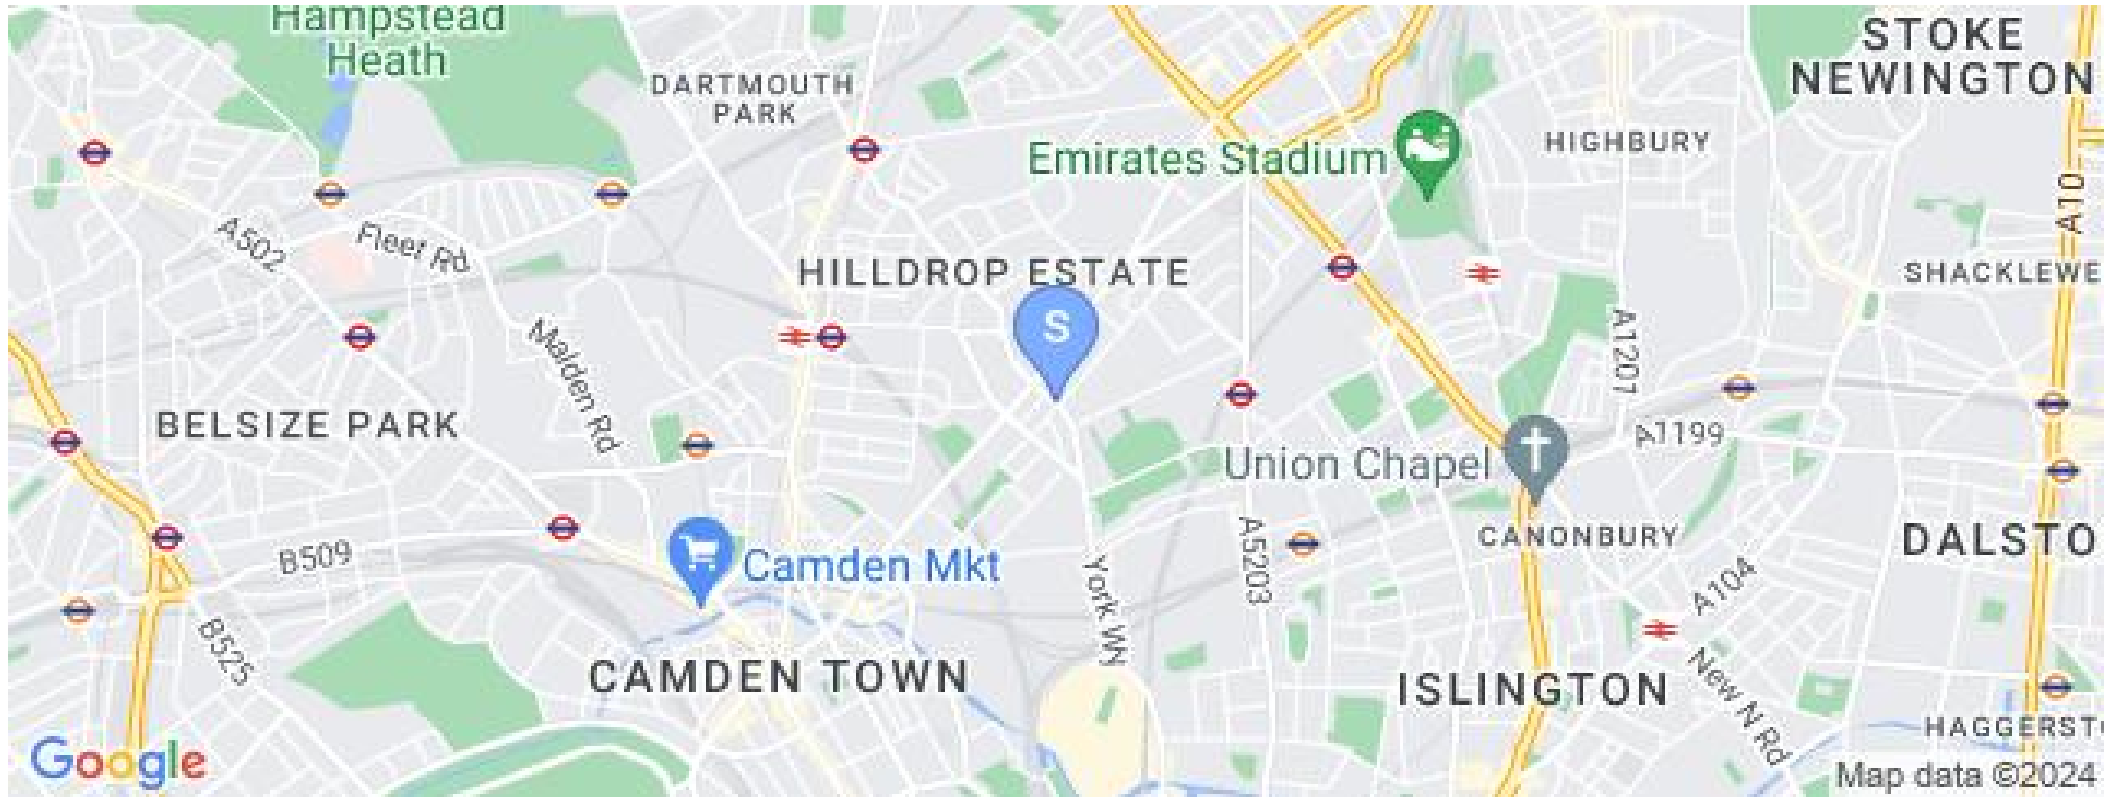 Hampstead
Heath
STOKE
NEWINGTON
DARTMOUTH
PARK
HIGHBURY
Emirates Stadium
A10
A502
Fleet Rd
HILLDROP ESTATE
SHACKLEWE
S
Malden Rd
A1201
BELSIZE PARK
A1199
Union Chapel
CANONBURY
DALSTO
B509
Camden Mkt
York Wy
A5203
A104
B525
CAMDEN TOWN
ISLINGTON
New N Rd
HAGGERST
Google
Map data ©2024